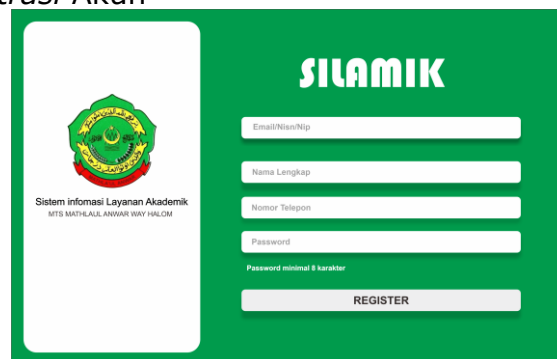 Akun
SILAMIK
Email/Nisn/Nip
Nama Lengkap
Sistem infomasi Layanan Akademik
MTS MATHLAUL ANWAR WAY HALOM
Nomor Telepon
Password
Password minimal 8 karakter
REGISTER